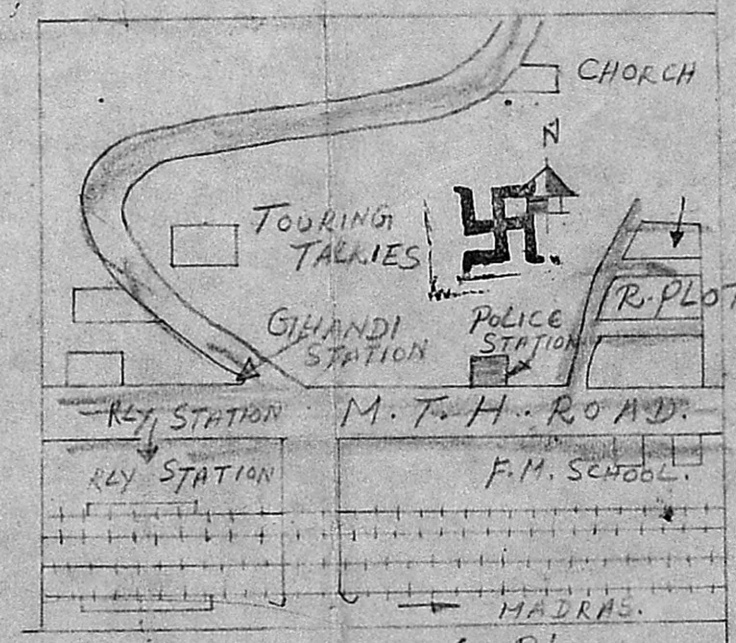 CHORCH
N
TOURING
TALKIES
R. PLOT
GHANDI
STATION
POLICE
STATION
RLY STATION
M. T. H. ROAD.
RLY STATION
F.M. SCHOOL.
MADRAS.